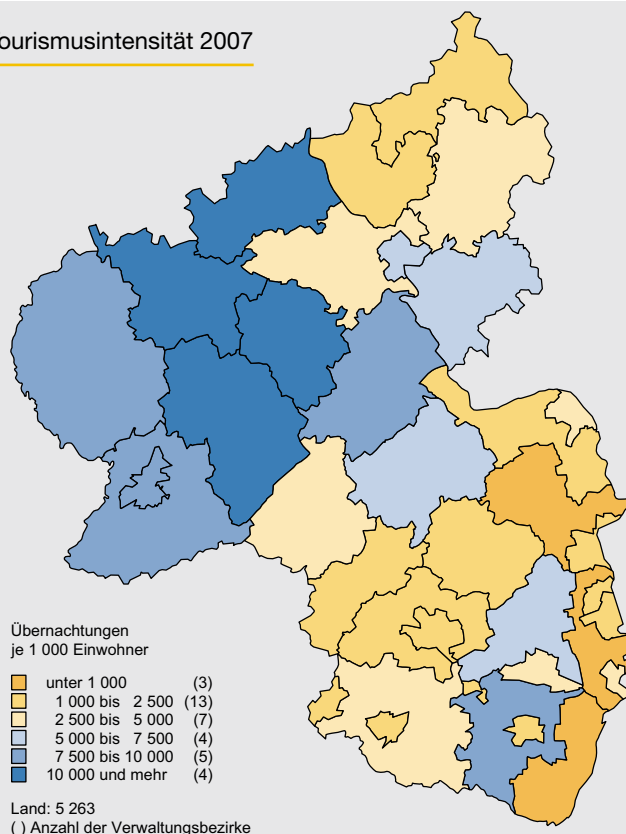 ourismusintensität 2007
Übernachtungen
je 1 000 Einwohner
unter 1 000 (3)
1 000 bis 2 500 (13)
2 500 bis 5 000 (7)
5 000 bis 7 500 (4)
7 500 bis 10 000 (5)
10 000 und mehr (4)
Land: 5 263
( ) Anzahl der Verwaltungsbezirke